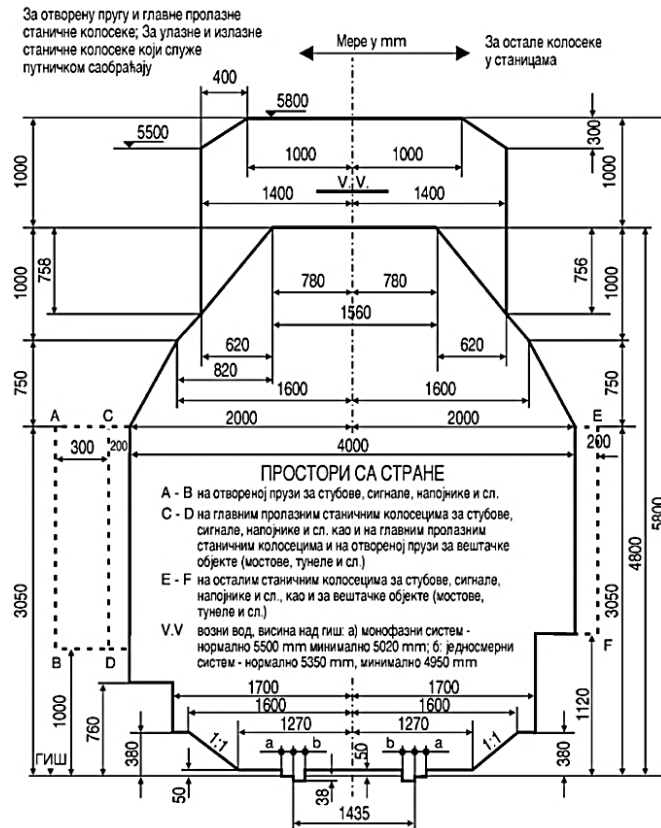 За отворену пругу и главне пролазне
станичне колосеке; За улазне и излазне
станичне колосеке који служе
путничком саобраћају
Мере у mm
За остале колосеке
у станицама
400
5800
5500
300
1000
1000
1000
1000
V. V.
1400
1400
758
1000
756
1000
780
780
1560
620
620
820
750
750
1600
1600
A
C
2000
2000
E
300
200
4000
200
ПРОСТОРИ СА СТРАНЕ
A - B на отвореној прузи за стубове, сигнале, напојнике и сл.
C - D на главним пролазним станичним колосецима за стубове,
сигнале, напојнике и сл. као и на главним пролазним
станичним колосецима и на отвореној прузи за вештачке
објекте (мостове, тунеле и сл.)
E - F на осталим станичним колосецима за стубове, сигнале,
напојнике и сл., као и за вештачке објекте (мостове,
тунеле и сл.)
V.V возни вод, висина над гиш: а) монофазни систем -
нормално 5500 mm минимално 5020 mm; б: једносмерни
систем - нормално 5350 mm, минимално 4950 mm
3050
3050
4800
5800
B
D
F
1700
1700
1600
1600
1270
1270
1000
760
1120
380
1:1
a
b
50
b
a
1:1
380
ГИШ
50
38
1435